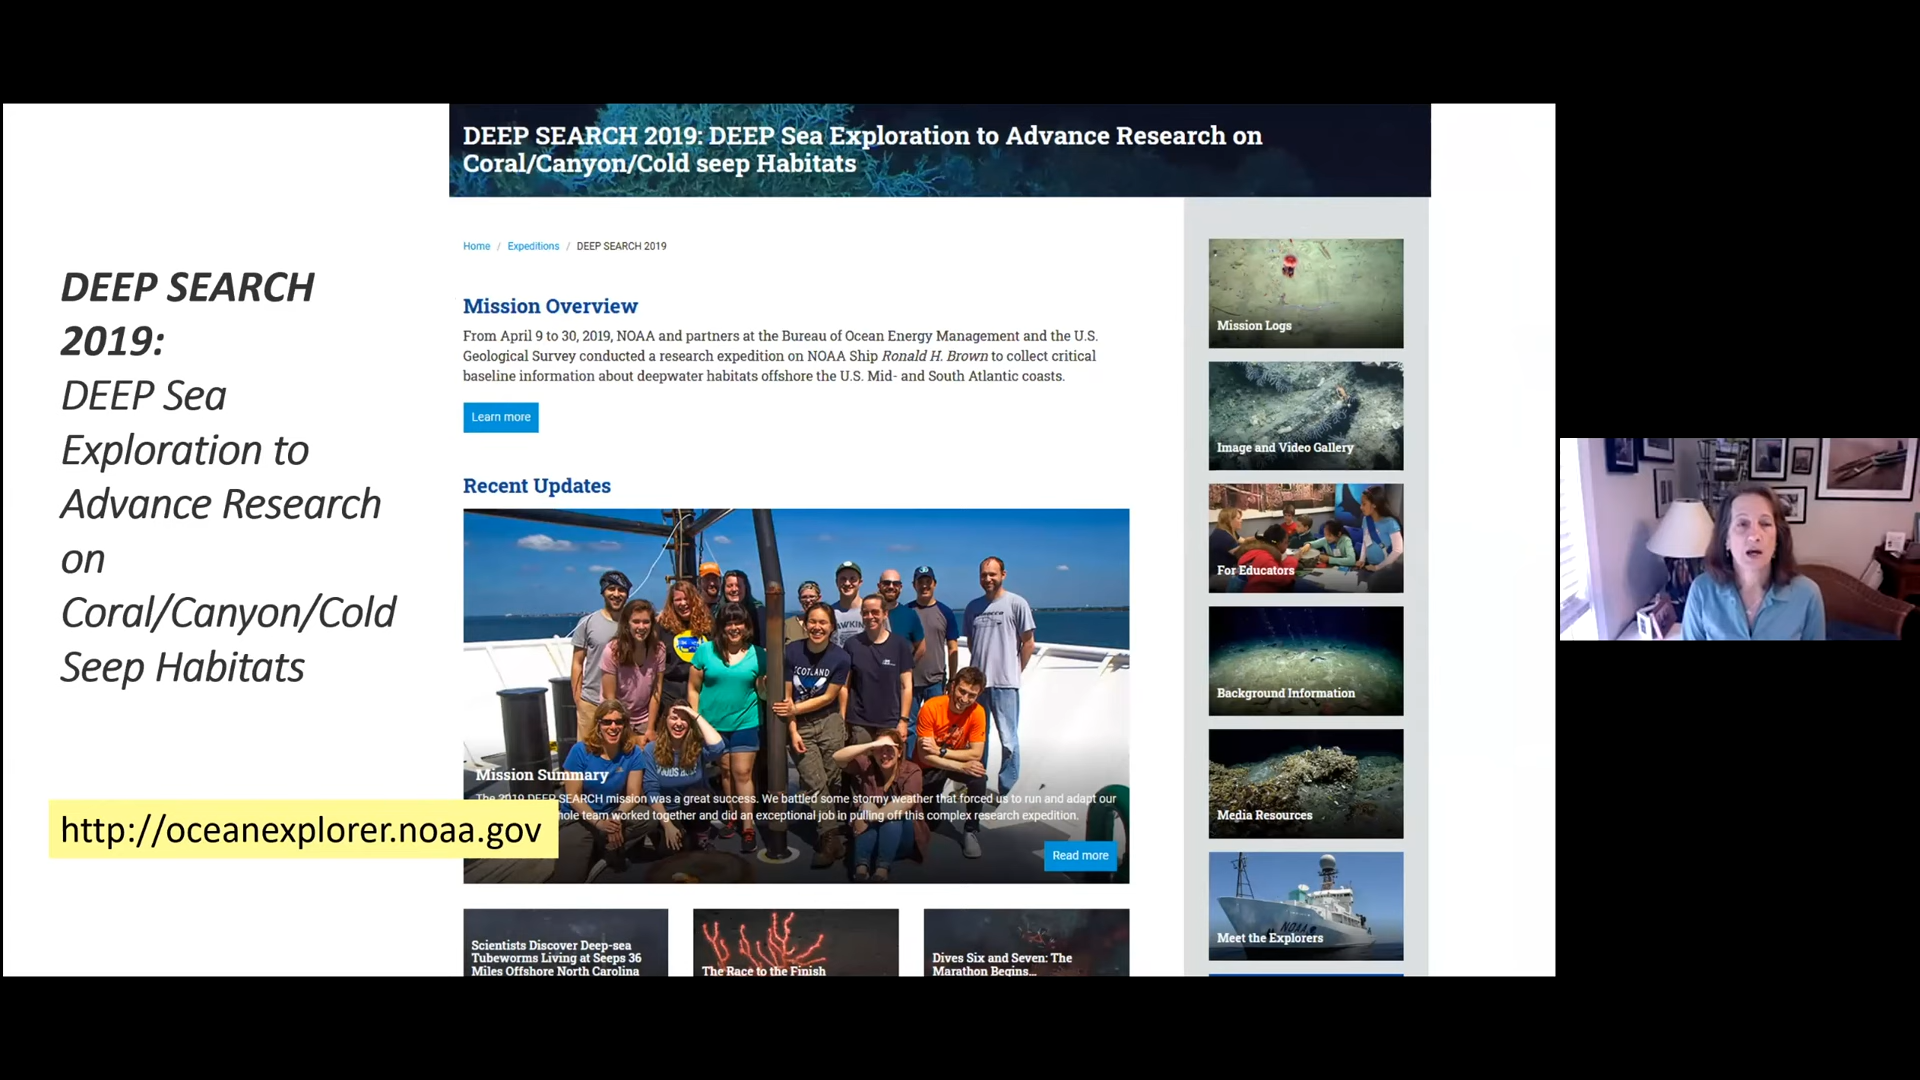 DEEP SEARCH
2019:
DEEP Sea
Exploration to
Advance Research
on
Coral/Canyon/Cold
Seep Habitats
http://oceanexplorer.noaa.gov
DEEP SEARCH 2019: DEEP Sea Exploration to Advance Research on
Coral/Canyon/Cold seep Habitats
Home / Expeditions / DEEP SEARCH 2019
Mission Overview
From April 9 to 30, 2019, NOAA and partners at the Bureau of Ocean Energy Management and the U.S.
Geological Survey conducted a research expedition on NOAA Ship Ronald H. Brown to collect critical
baseline information about deepwater habitats offshore the U.S. Mid- and South Atlantic coasts.
Learn more
Recent Updates
SCOTLAND
Mission Summary
The 2019 DEEP SEARCH mission was a great success. We battled some stormy weather that forced us to run and adapt our
team worked together and did an exceptional job in pulling off this complex research expedition.
Read more
Scientists Discover Deep-sea
Tubeworms Living at Seeps 36
Miles Offshore North Carolina
The Race to the Finish
Dives Six and Seven: The
Marathon Begins...
Mission Logs
Image and Video Gallery
For Educators
Background Information
Media Resources
NOAA
Meet the Explorers